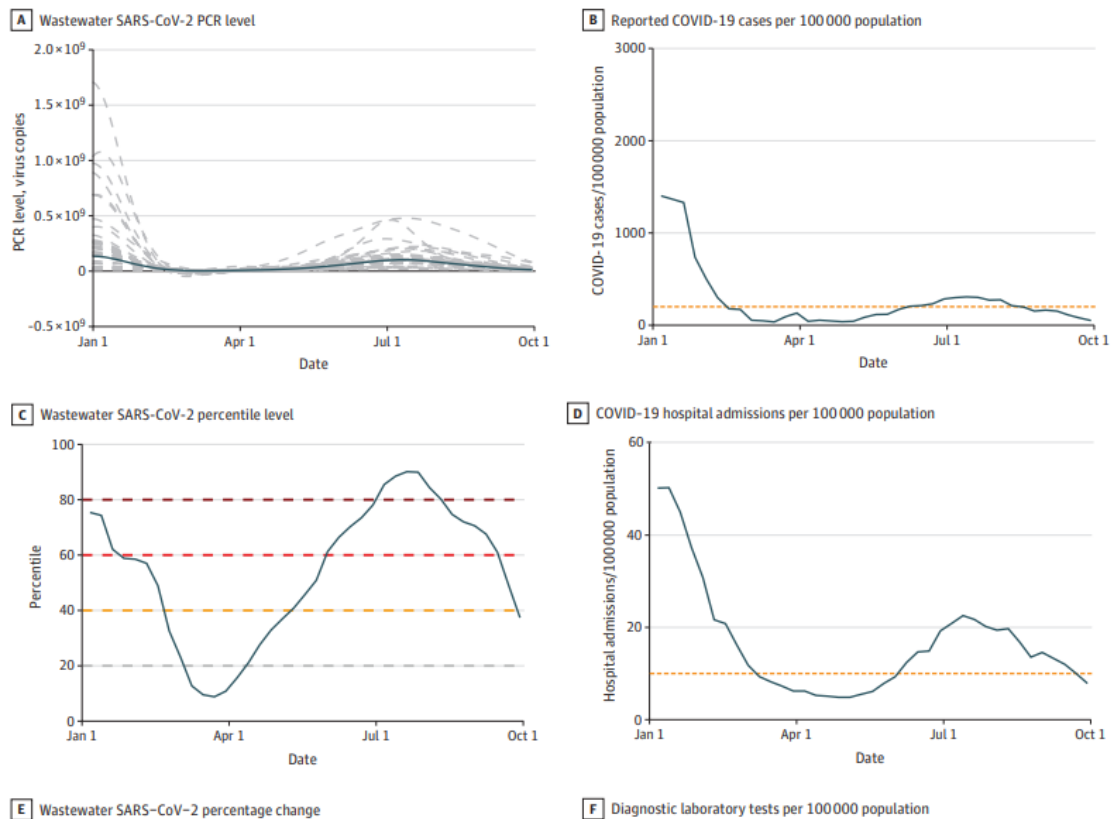 A Wastewater SARS-CoV-2 PCR level
2.0 × 10⁹
1.5 × 10⁹
1.0 × 10⁹
0.5 × 10⁹
0
-0.5 × 10⁹
PCR level, virus copies
Jan 1 Apr 1 Jul 1 Oct 1
Date
B Reported COVID-19 cases per 100 000 population
3000
2000
1000
0
COVID-19 cases/100 000 population
Jan 1 Apr 1 Jul 1 Oct 1
Date
C Wastewater SARS-CoV-2 percentile level
100
80
60
40
20
0
Percentile
Jan 1 Apr 1 Jul 1 Oct 1
Date
D COVID-19 hospital admissions per 100 000 population
60
40
20
0
Hospital admissions/100 000 population
Jan 1 Apr 1 Jul 1 Oct 1
Date
E Wastewater SARS-CoV-2 percentage change
F Diagnostic laboratory tests per 100 000 population